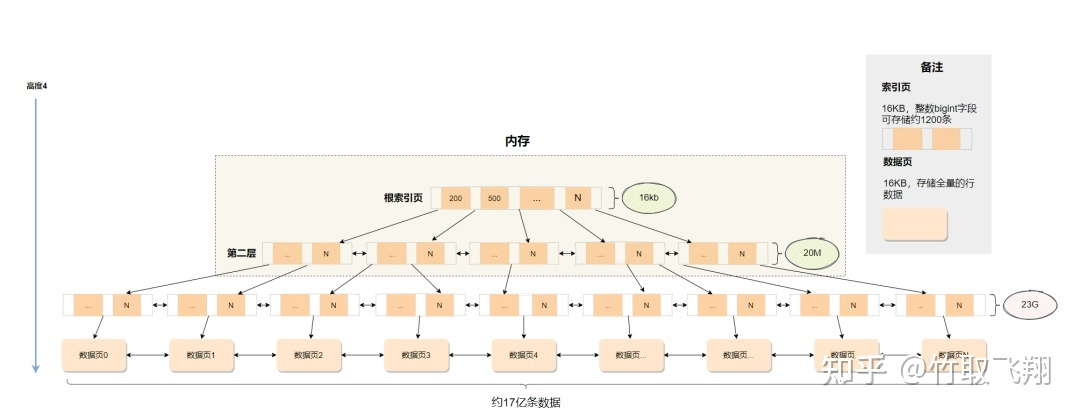 备注
索引页
16KB，整数bigint字段
可存储约1200条
数据页
16KB，存储全量的行
数据
高度4
内存
根索引页
200
500
...
N
16kb
第二层
...
N
...
N
...
N
...
N
...
N
20M
...
N
...
N
...
N
...
N
...
N
...
N
...
N
...
N
...
N
23G
数据页0
数据页1
数据页2
数据页3
数据页4
数据页...
数据页...
数据页
数据页N
约17亿条数据
知乎 @竹取飞翔